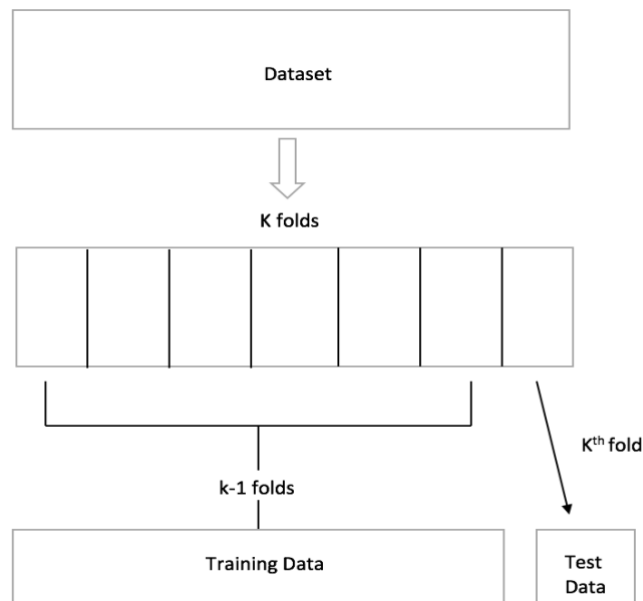 Dataset
K folds
Kᵗʰ fold
k-1 folds
Training Data
Test
Data